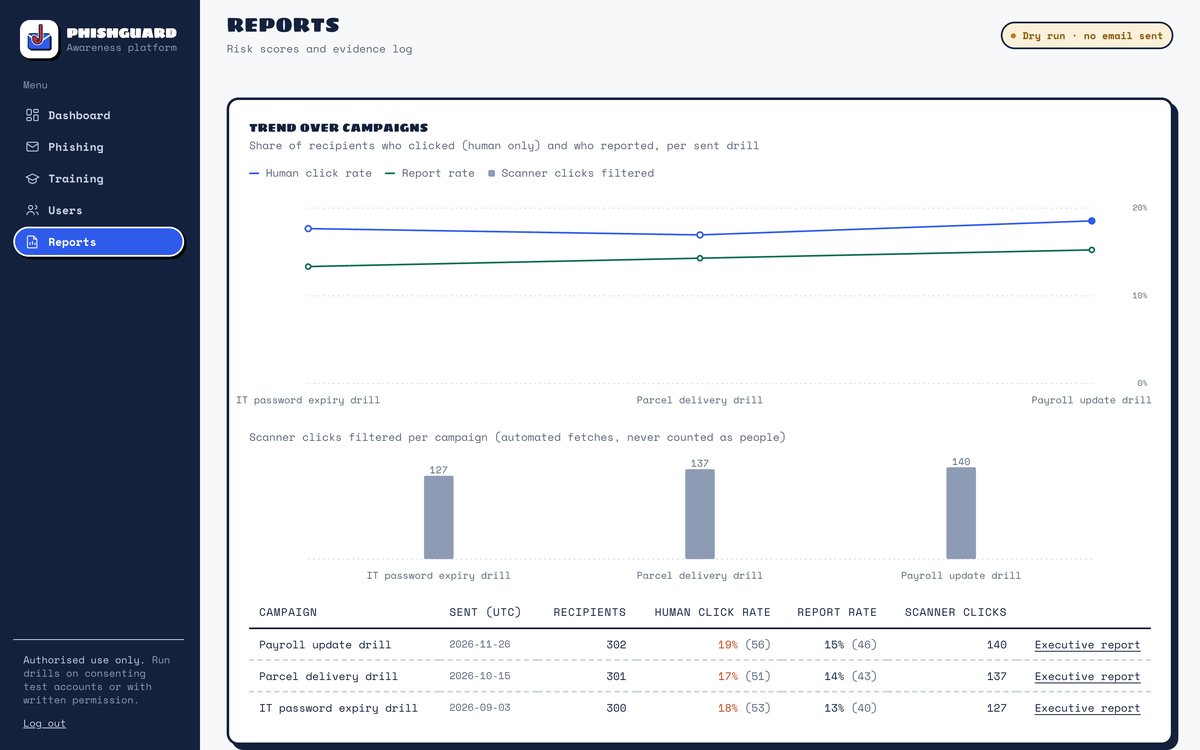 PHISHGUARD
Awareness platform
Menu
Dashboard
Phishing
Training
Users
Reports
Authorised use only. Run
drills on consenting
test accounts or with
written permission.
Log out
REPORTS
Risk scores and evidence log
Dry run · no email sent
TREND OVER CAMPAIGNS
Share of recipients who clicked (human only) and who reported, per sent drill
Human click rate Report rate Scanner clicks filtered
20%
10%
0%
IT password expiry drill Parcel delivery drill Payroll update drill
Scanner clicks filtered per campaign (automated fetches, never counted as people)
127 137 140
IT password expiry drill Parcel delivery drill Payroll update drill
CAMPAIGN SENT (UTC) RECIPIENTS HUMAN CLICK RATE REPORT RATE SCANNER CLICKS
Payroll update drill 2026-11-26 302 19% (56) 15% (46) 140 Executive report
Parcel delivery drill 2026-10-15 301 17% (51) 14% (43) 137 Executive report
IT password expiry drill 2026-09-03 300 18% (53) 13% (40) 127 Executive report